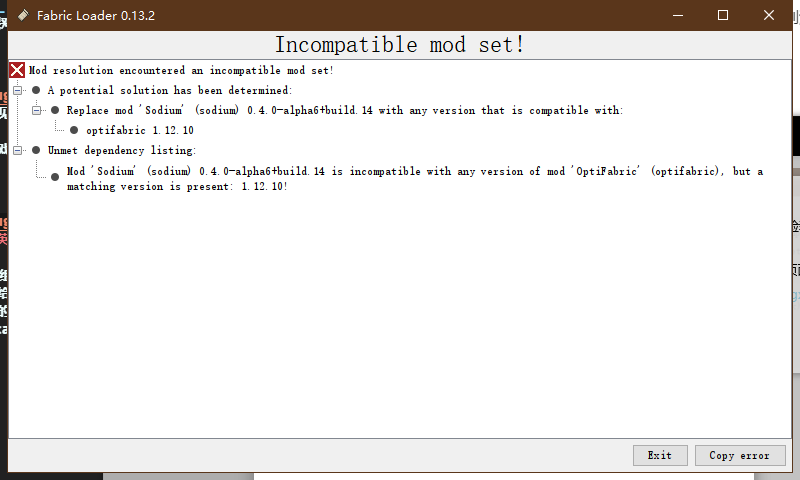 Fabric Loader 0.13.2
Incompatible mod set!
Mod resolution encountered an incompatible mod set!
A potential solution has been determined:
Replace mod 'Sodium' (sodium) 0.4.0-alpha6+build.14 with any version that is compatible with:
optifabric 1.12.10
Unmet dependency listing:
Mod 'Sodium' (sodium) 0.4.0-alpha6+build.14 is incompatible with any version of mod 'OptiFabric' (optifabric), but a
matching version is present: 1.12.10!
Exit
Copy error